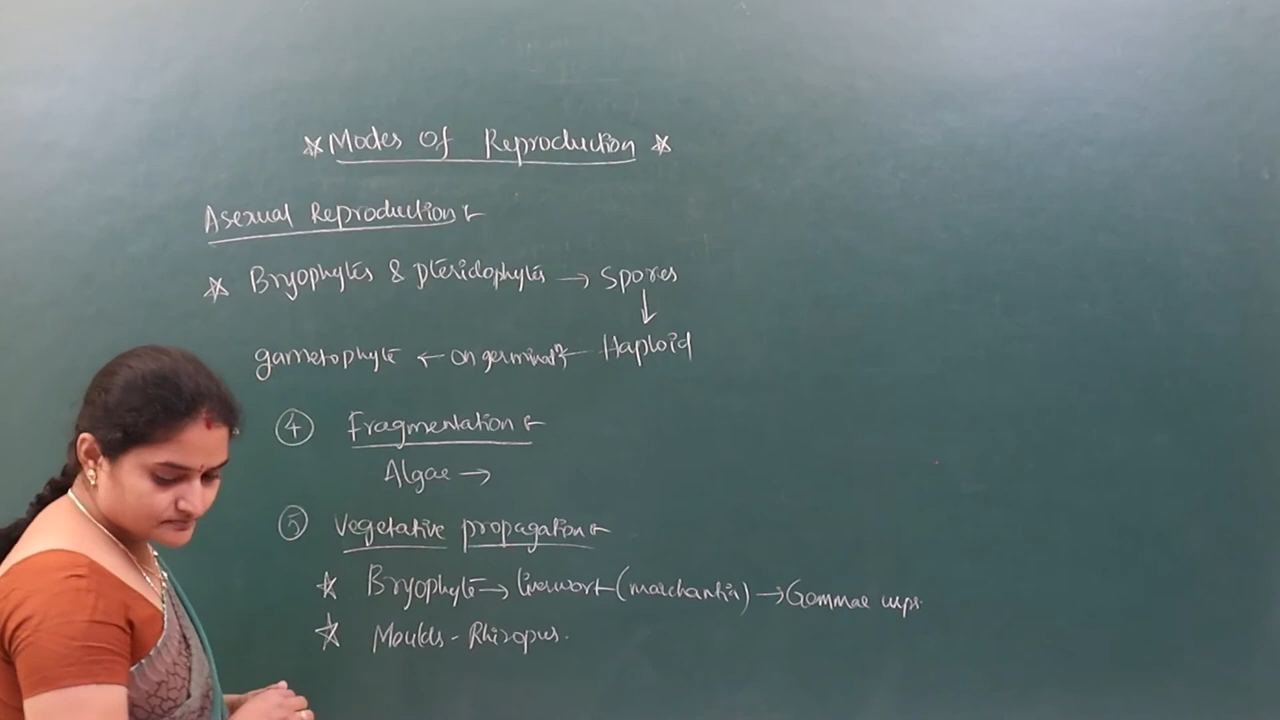 ☆ Modes Of Reproduction ☆
Asexual Reproduction :-
☆ Bryophytes & pteridophytes → Spores
↓
gametophyte ← on germinatⁿ ← Haploid
④ Fragmentation :-
Algae →
⑤ Vegetative propagation :-
☆ Bryophyte → liverwort (marchantia) → Gemmae cups.
☆ Moulds - Rhizopus.